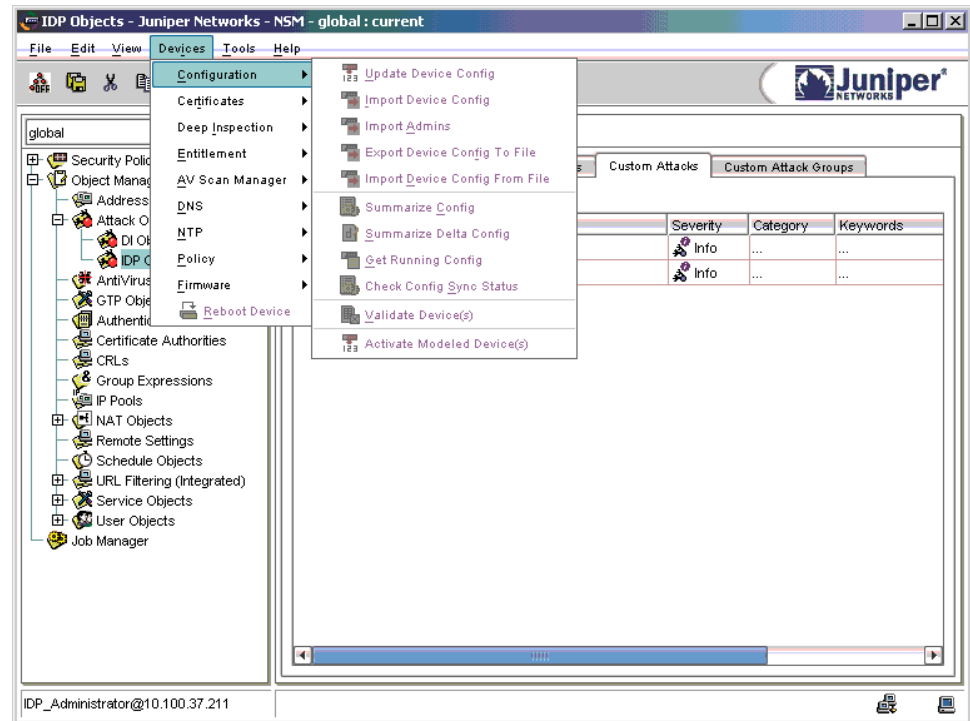 IDP Objects - Juniper Networks - NSM - global : current
File Edit View Devices Tools Help
OFF
Juniper
NETWORKS
Configuration
Certificates
Deep Inspection
Entitlement
AV Scan Manager
DNS
NTP
Policy
Firmware
Reboot Device
123 Update Device Config
Import Device Config
Import Admins
Export Device Config To File
Import Device Config From File
Summarize Config
Summarize Delta Config
Get Running Config
Check Config Sync Status
Validate Device(s)
123 Activate Modeled Device(s)
global
Security Polic
Object Manag
Address
Attack O
DI Ob
IDP O
AntiVirus
GTP Obje
Authentic
Certificate Authorities
CRLs
Group Expressions
IP Pools
NAT Objects
Remote Settings
Schedule Objects
URL Filtering (Integrated)
Service Objects
User Objects
Job Manager
s Custom Attacks Custom Attack Groups
Severity Category Keywords
Info ... ...
Info ... ...
IDP_Administrator@10.100.37.211